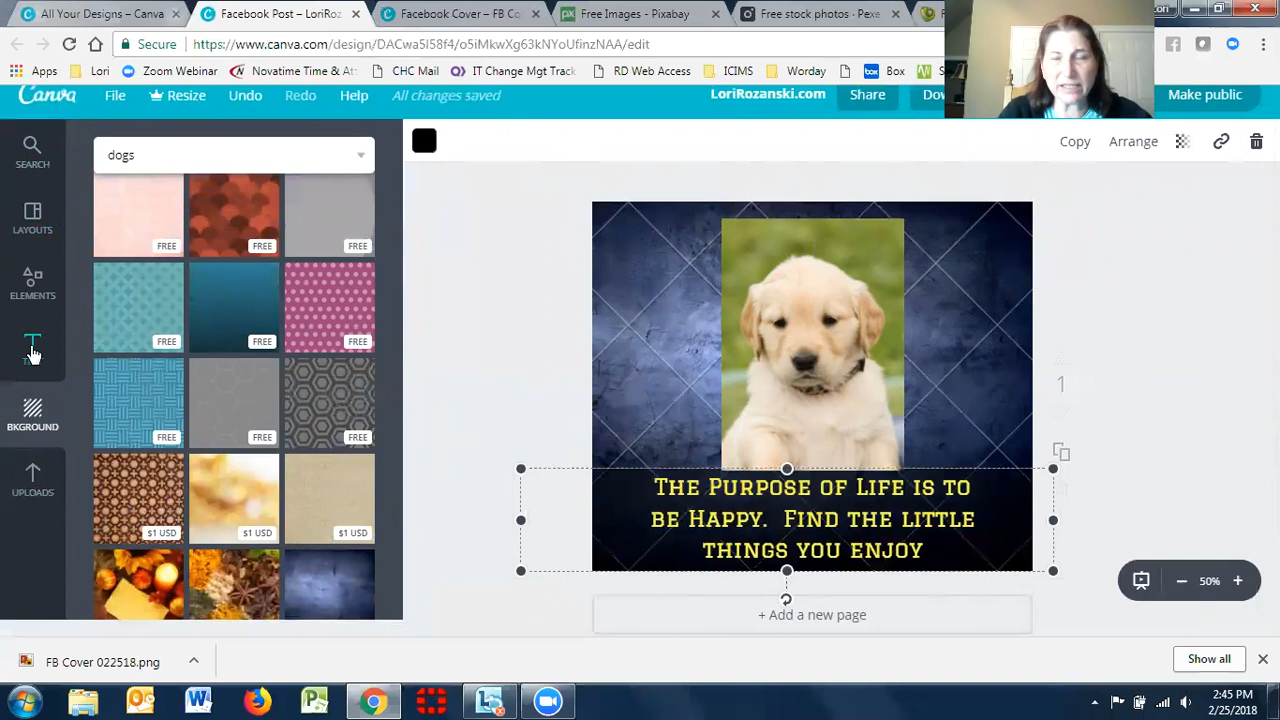 All Your Designs – Canva
Facebook Post – LoriRoz
Facebook Cover – FB Co
Free Images - Pixabay
Free stock photos · Pexe
Secure
https://www.canva.com/design/DACwa5i58f4/o5iMkwXg63kNYoUfinzNAA/edit
Apps
Lori
Zoom Webinar
Novatime Time & At
CHC Mail
IT Change Mgt Track
RD Web Access
ICIMS
Worday
Box
Canva
File
Resize
Undo
Redo
Help
All changes saved
LoriRozanski.com
Share
Make public
SEARCH
LAYOUTS
ELEMENTS
BKGROUND
UPLOADS
dogs
FREE
FREE
FREE
FREE
FREE
FREE
FREE
FREE
FREE
$1 USD
$1 USD
$1 USD
Copy
Arrange
The Purpose of Life is to
be Happy. Find the little
things you enjoy
1
+ Add a new page
50%
FB Cover 022518.png
Show all
2:45 PM
2/25/2018